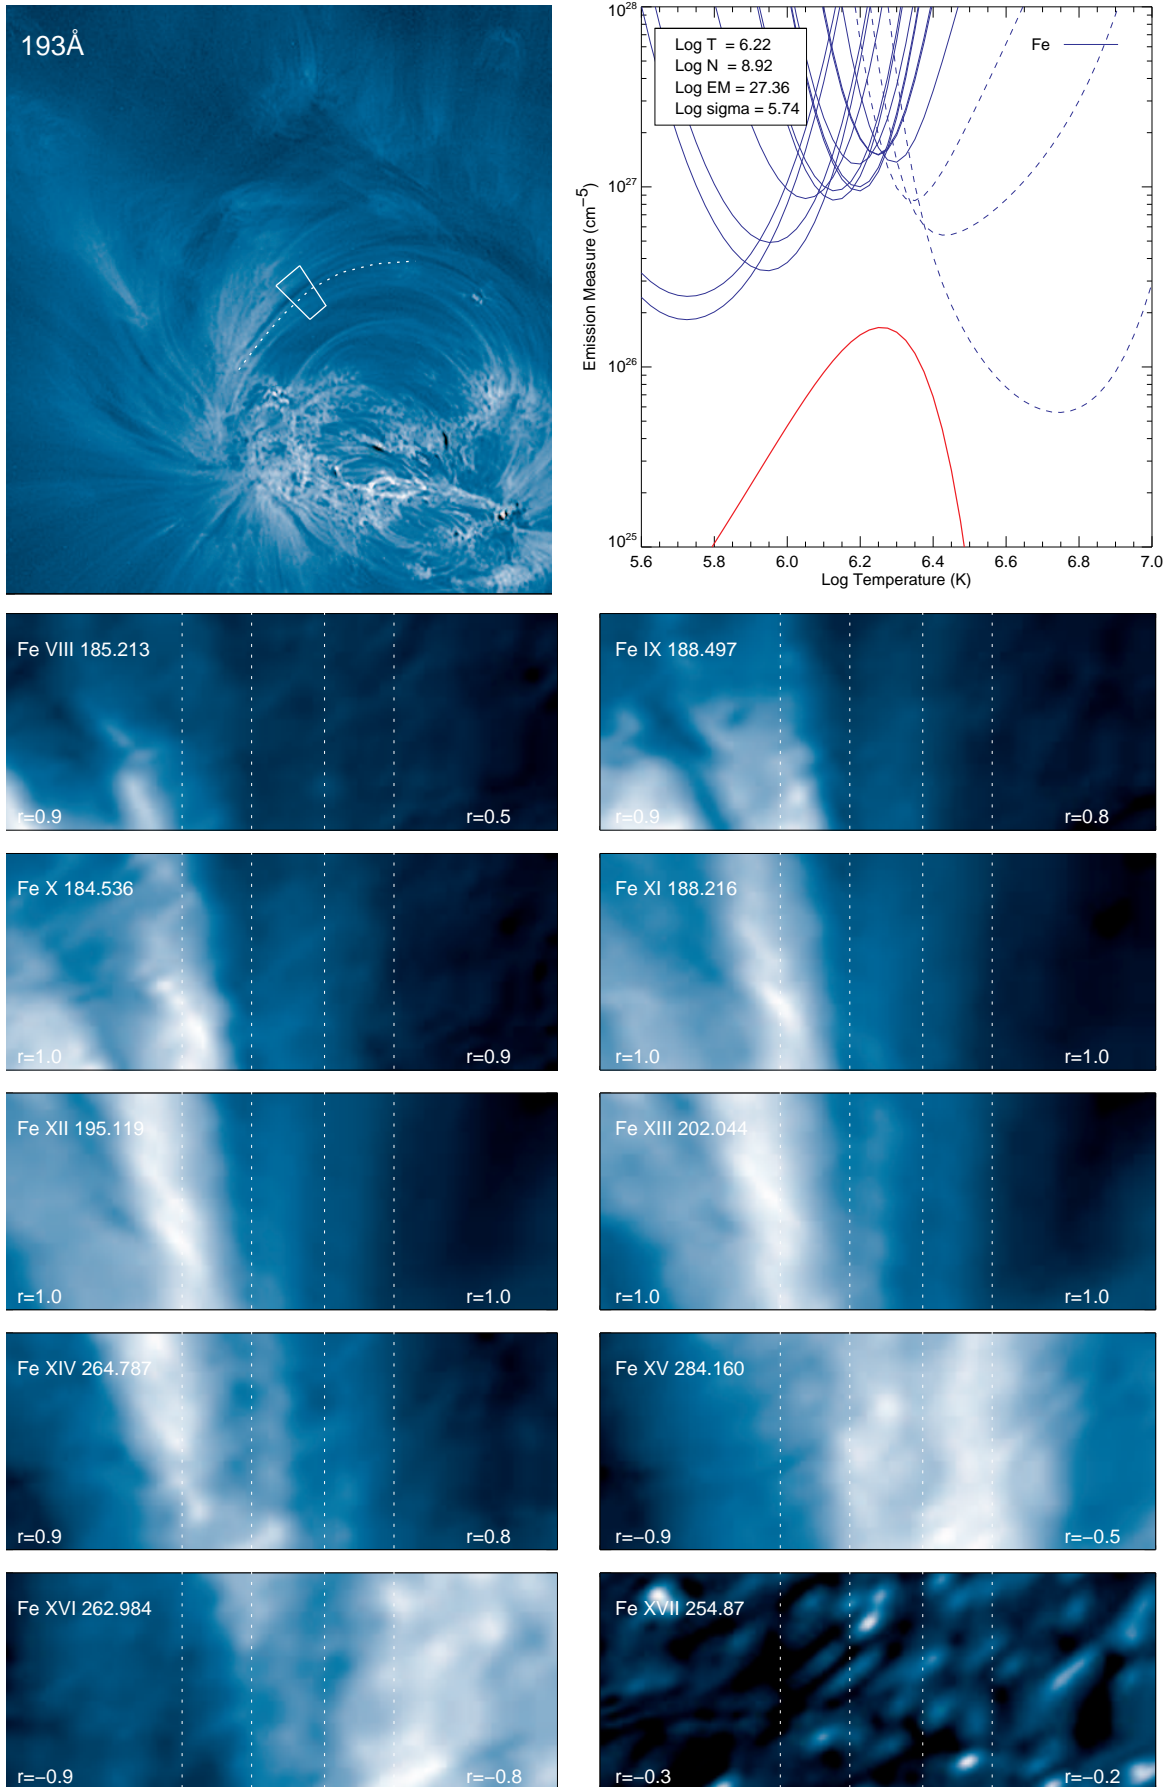 193Å
Log T = 6.22
Log N = 8.92
Log EM = 27.36
Log sigma = 5.74
Fe
10^28
10^27
10^26
10^25
Emission Measure (cm^−5)
5.6 5.8 6.0 6.2 6.4 6.6 6.8 7.0
Log Temperature (K)
Fe VIII 185.213
r=0.9 r=0.5
Fe IX 188.497
r=0.9 r=0.8
Fe X 184.536
r=1.0 r=0.9
Fe XI 188.216
r=1.0 r=1.0
Fe XII 195.119
r=1.0 r=1.0
Fe XIII 202.044
r=1.0 r=1.0
Fe XIV 264.787
r=0.9 r=0.8
Fe XV 284.160
r=−0.9 r=−0.5
Fe XVI 262.984
r=−0.9 r=−0.8
Fe XVII 254.87
r=−0.3 r=−0.2